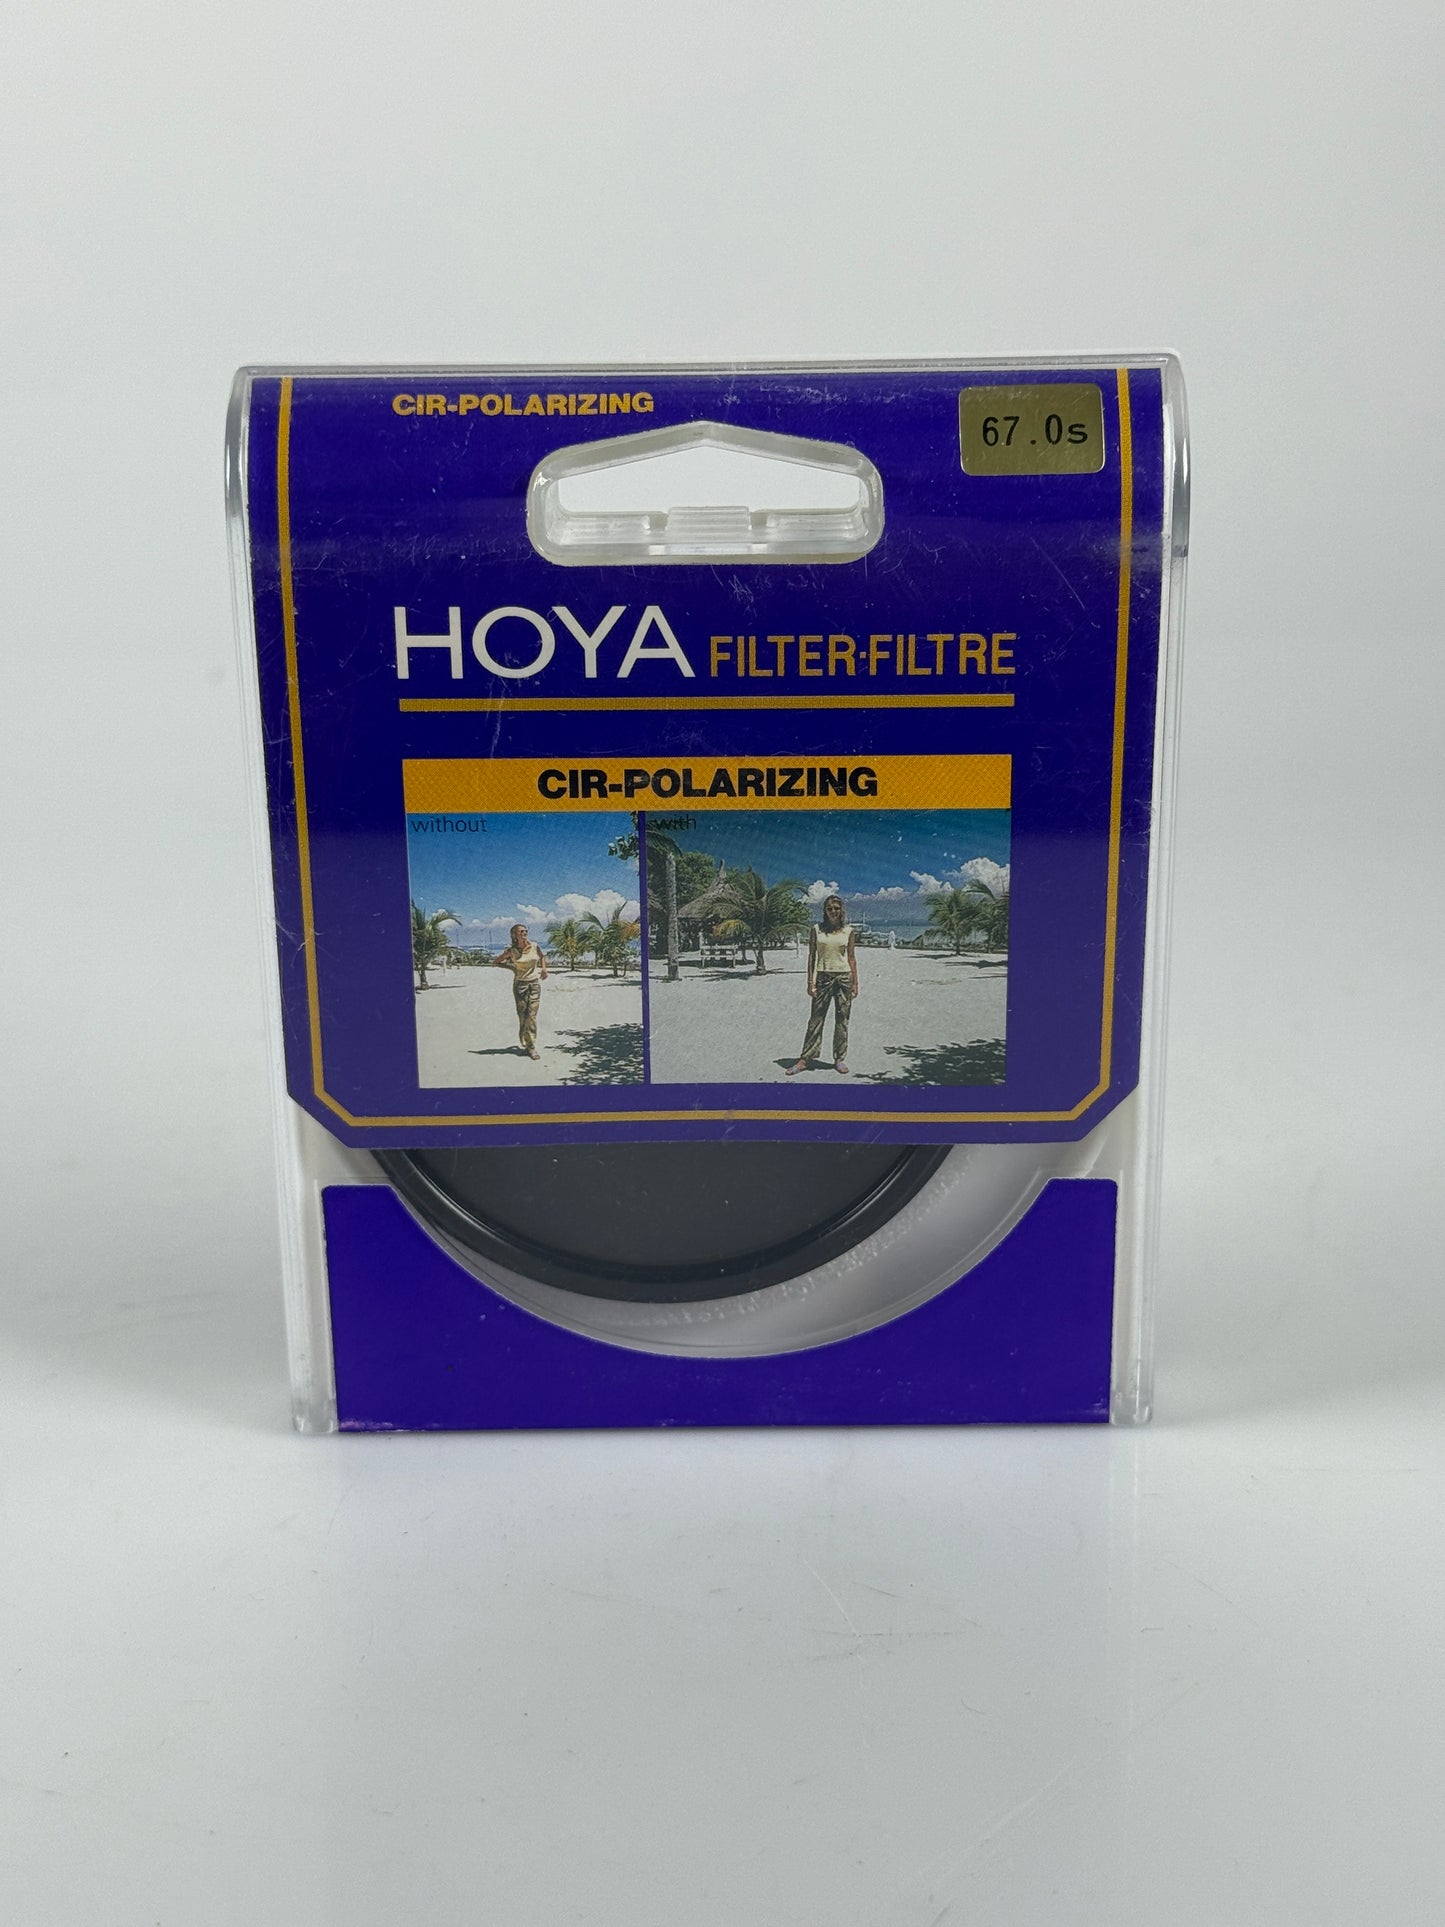 CIR-POLARIZING
67.0s
HOYA FILTER·FILTRE
CIR-POLARIZING
without
with